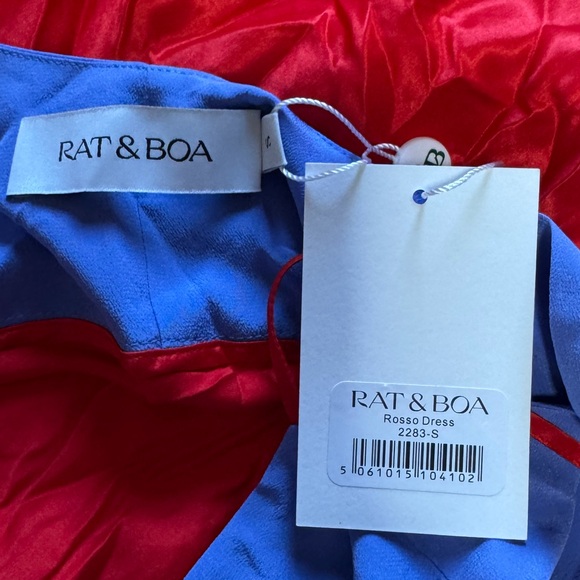 RAT & BOA
RAT & BOA
Rosso Dress
2283-S
5 061015 104102